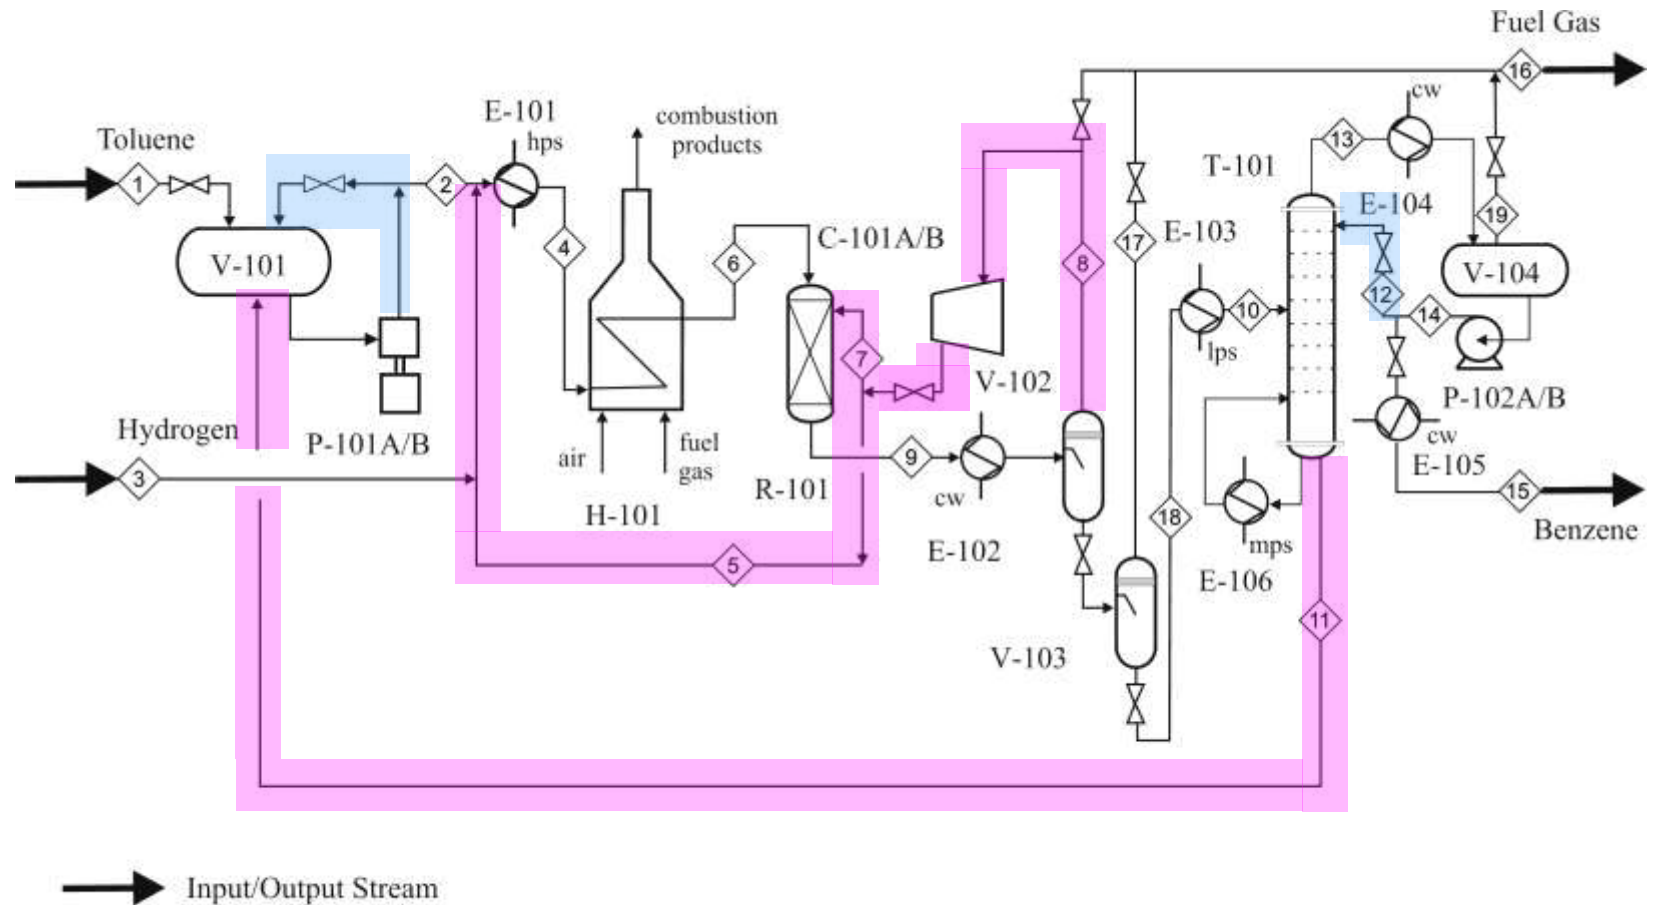 Fuel Gas
16
cw
E-101
hps
combustion
products
Toluene
13
T-101
1
2
E-104
19
4
6
C-101A/B
17
E-103
8
V-101
V-104
12
10
14
7
lps
V-102
P-102A/B
Hydrogen
P-101A/B
air
fuel
gas
9
cw
cw
E-105
3
R-101
15
H-101
18
Benzene
E-102
mps
5
E-106
11
V-103
Input/Output Stream